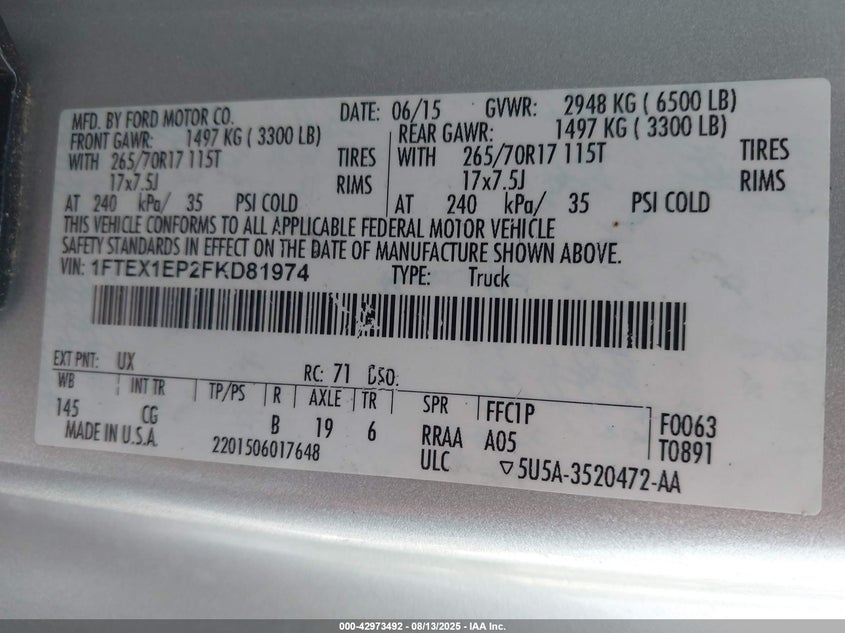 MFD. BY FORD MOTOR CO. DATE: 06/15 GVWR: 2948 KG ( 6500 LB)
FRONT GAWR: 1497 KG ( 3300 LB) REAR GAWR: 1497 KG ( 3300 LB)
WITH 265/70R17 115T TIRES WITH 265/70R17 115T TIRES
17x7.5J RIMS 17x7.5J RIMS
AT 240 kPa/ 35 PSI COLD AT 240 kPa/ 35 PSI COLD
THIS VEHICLE CONFORMS TO ALL APPLICABLE FEDERAL MOTOR VEHICLE
SAFETY STANDARDS IN EFFECT ON THE DATE OF MANUFACTURE SHOWN ABOVE.
VIN: 1FTEX1EP2FKD81974 TYPE: Truck
EXT PNT: UX RC: 71 DSO:
WB INT TR TP/PS R AXLE TR SPR FFC1P F0063
145 CG B 19 6 RRAA A05 T0891
MADE IN U.S.A. 2201506017648 ULC ▽5U5A-3520472-AA
000-42973492 - 08/13/2025 - IAA Inc.